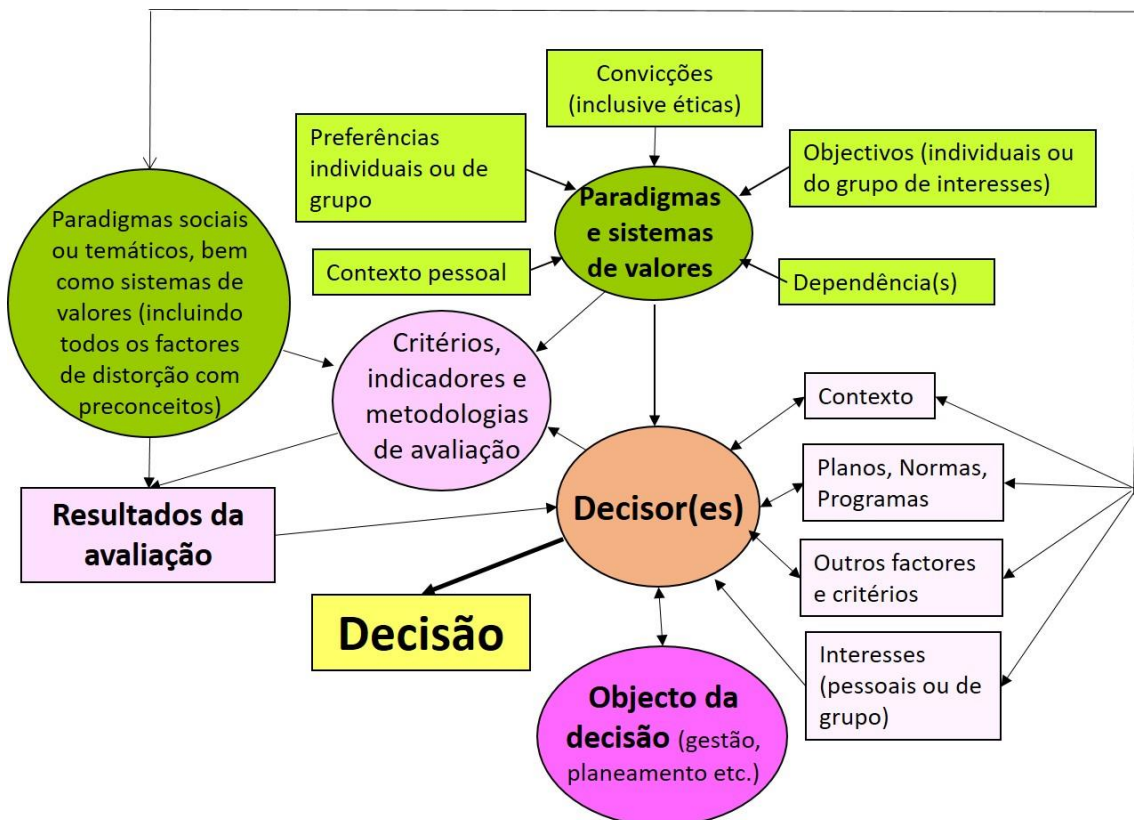 Convicções
(inclusive éticas)
Preferências
individuais ou de
grupo
Objectivos (individuais ou
do grupo de interesses)
Paradigmas
e sistemas
de valores
Contexto pessoal
Dependência(s)
Paradigmas sociais
ou temáticos, bem
como sistemas de
valores (incluindo
todos os factores
de distorção com
preconceitos)
Critérios,
indicadores e
metodologias
de avaliação
Contexto
Planos, Normas,
Programas
Resultados da
avaliação
Decisor(es)
Outros factores
e critérios
Decisão
Interesses
(pessoais ou de
grupo)
Objecto da
decisão (gestão,
planeamento etc.)